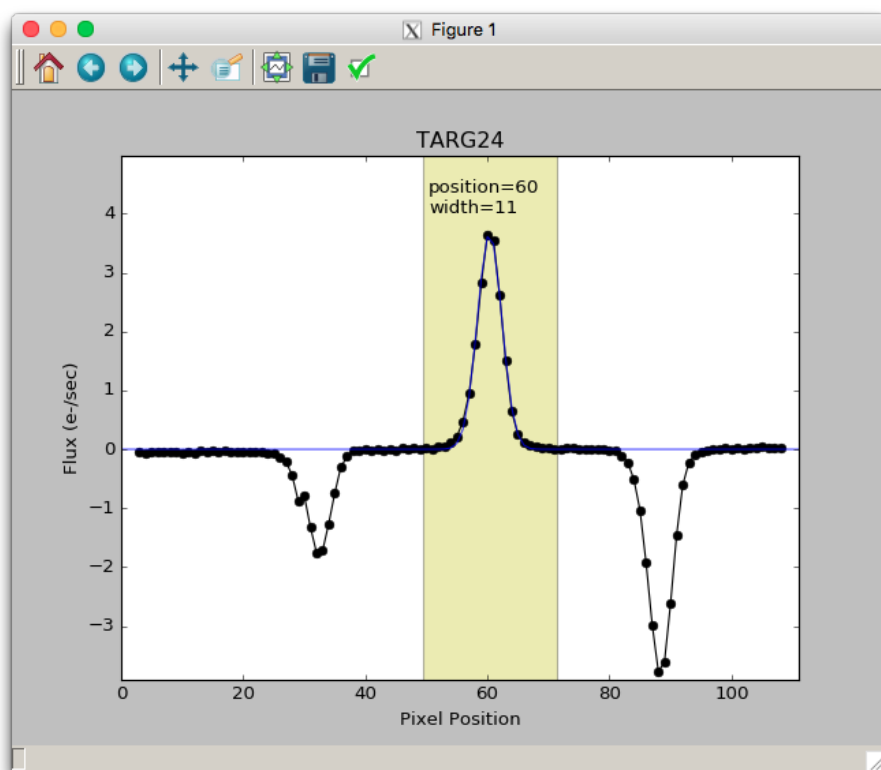 Figure 1
TARG24
position=60
width=11
4
3
2
1
0
−1
−2
−3
Flux (e-/sec)
0 20 40 60 80 100
Pixel Position